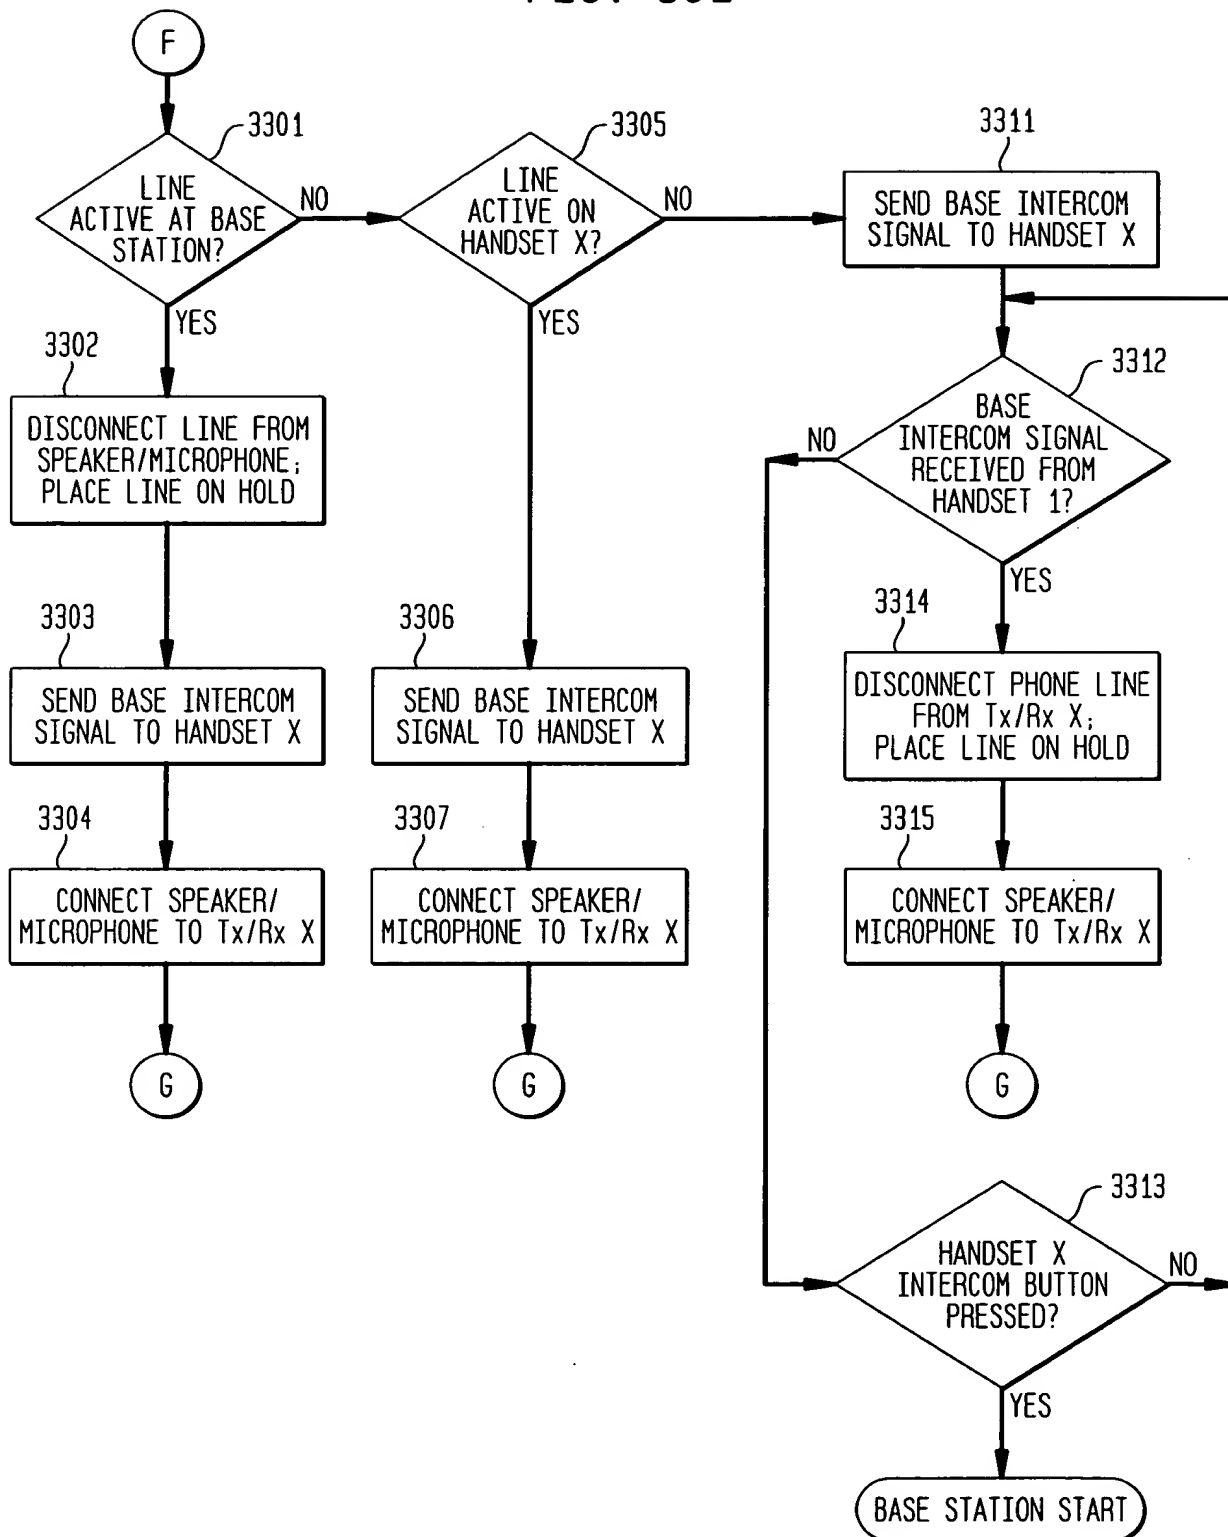 F
3301
LINE
ACTIVE AT BASE
STATION?
NO
YES
3305
LINE
ACTIVE ON
HANDSET X?
NO
YES
3311
SEND BASE INTERCOM
SIGNAL TO HANDSET X
3302
DISCONNECT LINE FROM
SPEAKER/MICROPHONE;
PLACE LINE ON HOLD
3312
BASE
INTERCOM SIGNAL
RECEIVED FROM
HANDSET 1?
NO
YES
3303
SEND BASE INTERCOM
SIGNAL TO HANDSET X
3306
SEND BASE INTERCOM
SIGNAL TO HANDSET X
3314
DISCONNECT PHONE LINE
FROM Tx/Rx X;
PLACE LINE ON HOLD
3304
CONNECT SPEAKER/
MICROPHONE TO Tx/Rx X
3307
CONNECT SPEAKER/
MICROPHONE TO Tx/Rx X
3315
CONNECT SPEAKER/
MICROPHONE TO Tx/Rx X
G
G
G
3313
HANDSET X
INTERCOM BUTTON
PRESSED?
NO
YES
BASE STATION START